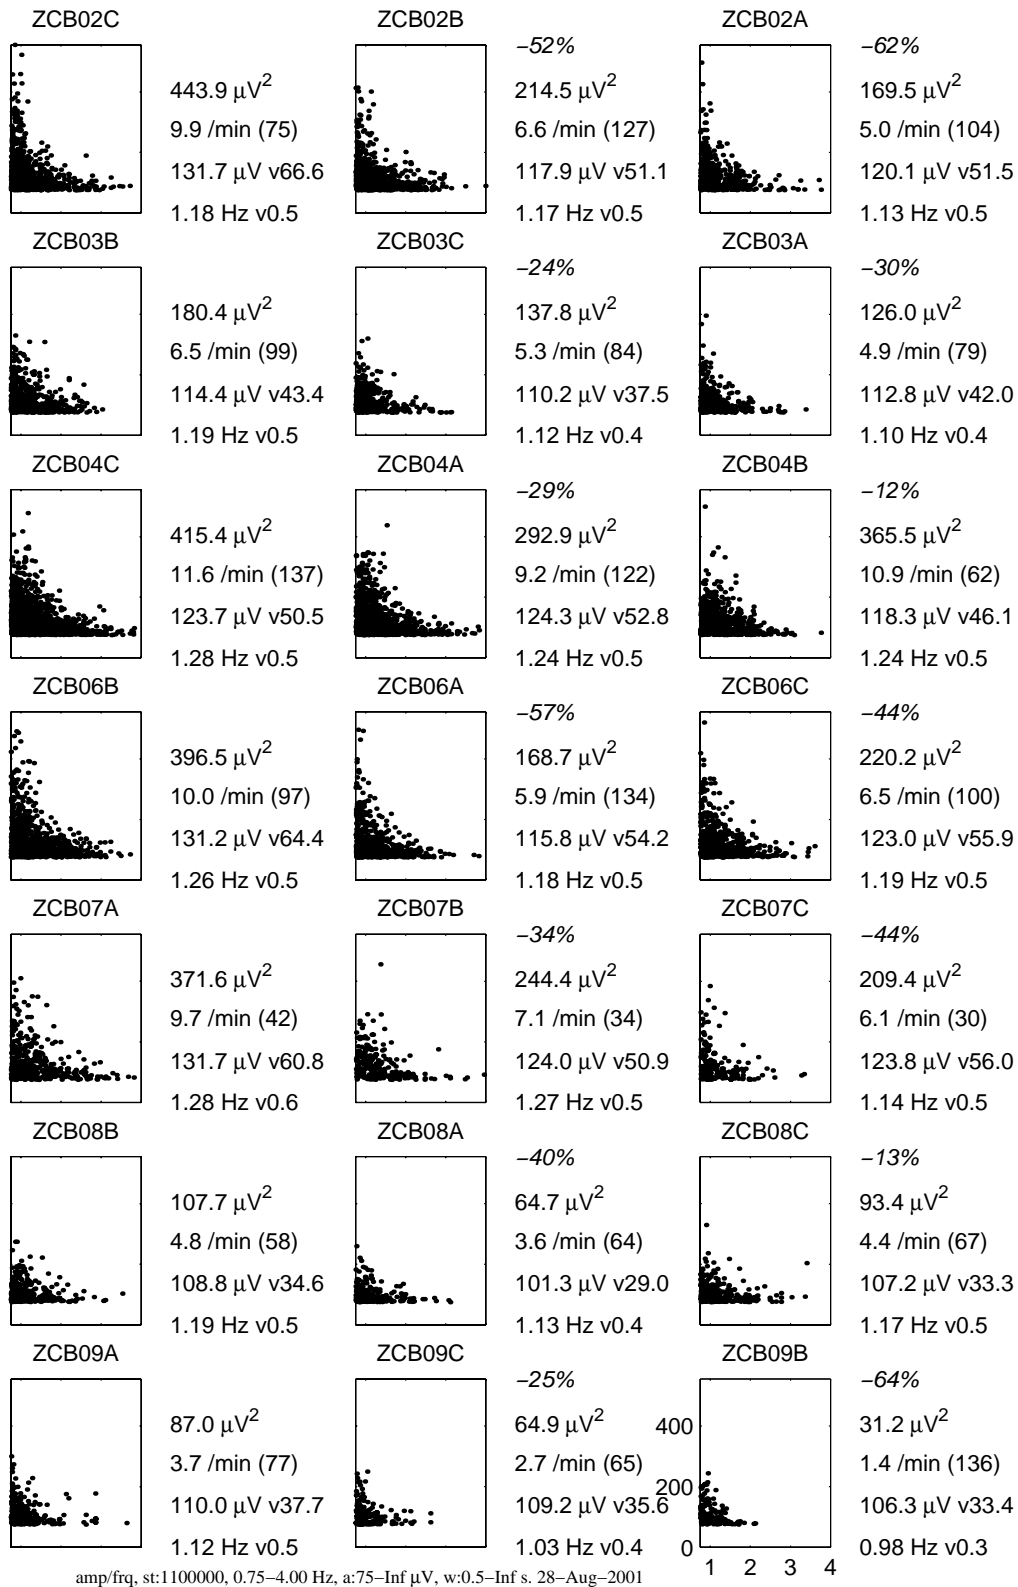 ZCB02C
443.9 μV²
9.9 /min (75)
131.7 μV v66.6
1.18 Hz v0.5
ZCB02B
−52%
214.5 μV²
6.6 /min (127)
117.9 μV v51.1
1.17 Hz v0.5
ZCB02A
−62%
169.5 μV²
5.0 /min (104)
120.1 μV v51.5
1.13 Hz v0.5
ZCB03B
180.4 μV²
6.5 /min (99)
114.4 μV v43.4
1.19 Hz v0.5
ZCB03C
−24%
137.8 μV²
5.3 /min (84)
110.2 μV v37.5
1.12 Hz v0.4
ZCB03A
−30%
126.0 μV²
4.9 /min (79)
112.8 μV v42.0
1.10 Hz v0.4
ZCB04C
415.4 μV²
11.6 /min (137)
123.7 μV v50.5
1.28 Hz v0.5
ZCB04A
−29%
292.9 μV²
9.2 /min (122)
124.3 μV v52.8
1.24 Hz v0.5
ZCB04B
−12%
365.5 μV²
10.9 /min (62)
118.3 μV v46.1
1.24 Hz v0.5
ZCB06B
396.5 μV²
10.0 /min (97)
131.2 μV v64.4
1.26 Hz v0.5
ZCB06A
−57%
168.7 μV²
5.9 /min (134)
115.8 μV v54.2
1.18 Hz v0.5
ZCB06C
−44%
220.2 μV²
6.5 /min (100)
123.0 μV v55.9
1.19 Hz v0.5
ZCB07A
371.6 μV²
9.7 /min (42)
131.7 μV v60.8
1.28 Hz v0.6
ZCB07B
−34%
244.4 μV²
7.1 /min (34)
124.0 μV v50.9
1.27 Hz v0.5
ZCB07C
−44%
209.4 μV²
6.1 /min (30)
123.8 μV v56.0
1.14 Hz v0.5
ZCB08B
107.7 μV²
4.8 /min (58)
108.8 μV v34.6
1.19 Hz v0.5
ZCB08A
−40%
64.7 μV²
3.6 /min (64)
101.3 μV v29.0
1.13 Hz v0.4
ZCB08C
−13%
93.4 μV²
4.4 /min (67)
107.2 μV v33.3
1.17 Hz v0.5
ZCB09A
87.0 μV²
3.7 /min (77)
110.0 μV v37.7
1.12 Hz v0.5
ZCB09C
−25%
64.9 μV²
2.7 /min (65)
109.2 μV v35.6
1.03 Hz v0.4
ZCB09B
400
200
0
1 2 3 4
−64%
31.2 μV²
1.4 /min (136)
106.3 μV v33.4
0.98 Hz v0.3
amp/frq, st:1100000, 0.75−4.00 Hz, a:75−Inf μV, w:0.5−Inf s. 28−Aug−2001